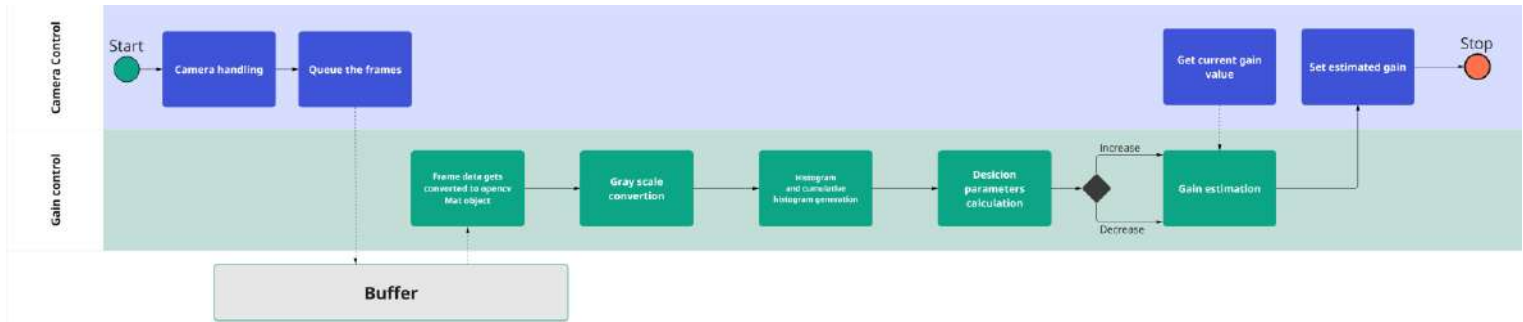 Camera Control
Start
Camera handling
Queue the frames
Get current gain
value
Set estimated gain
Stop
Gain control
Frame data gets
converted to opencv
Mat object
Gray scale
convertion
Histogram
and cumulative
histogram generation
Desicion
parameters
calculation
Increase
Decrease
Gain estimation
Buffer